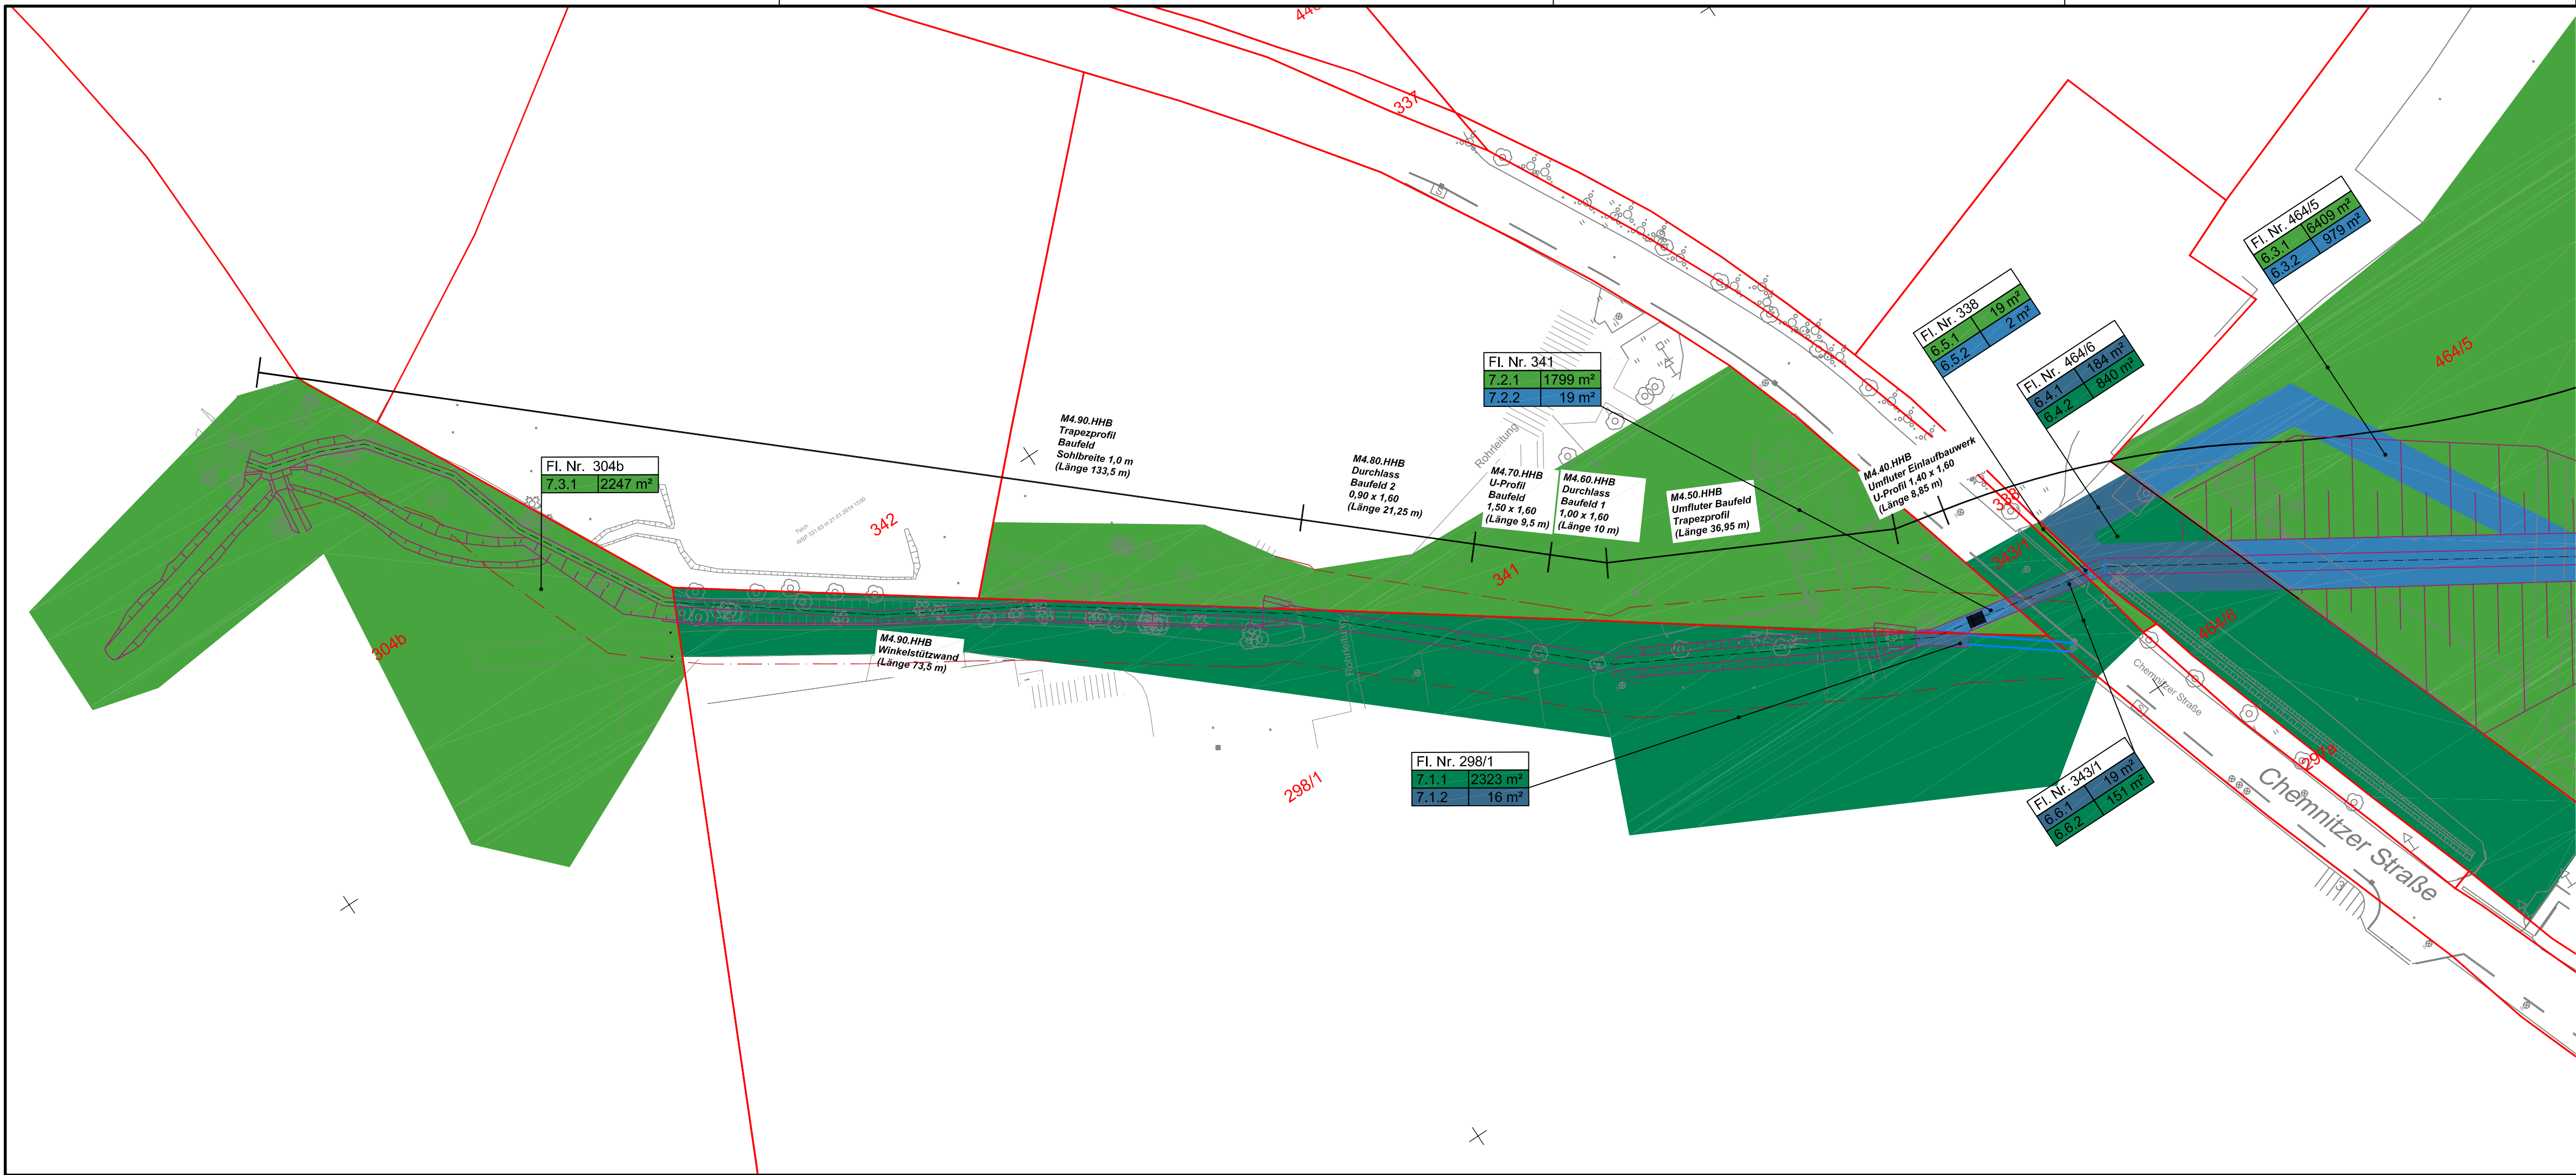 337
Fl. Nr. 464/5
6.3.1 6409 m²
6.3.2 979 m²
Fl. Nr. 338
6.5.1 19 m²
6.5.2 2 m²
Fl. Nr. 464/6
6.4.1 184 m²
6.4.2 840 m²
464/5
Fl. Nr. 341
7.2.1 1799 m²
7.2.2 19 m²
Rohrleitung
M4.90.HHB
Trapezprofil
Baufeld
Sohlbreite 1,0 m
(Länge 133,5 m)
M4.80.HHB
Durchlass
Baufeld 2
0,90 x 1,60
(Länge 21,25 m)
M4.70.HHB
U-Profil
Baufeld
1,50 x 1,60
(Länge 9,5 m)
M4.60.HHB
Durchlass
Baufeld 1
1,00 x 1,60
(Länge 10 m)
M4.50.HHB
Umfluter Baufeld
Trapezprofil
(Länge 36,95 m)
M4.40.HHB
Umfluter Einlaufbauwerk
U-Profil 1,40 x 1,60
(Länge 8,85 m)
Fl. Nr. 304b
7.3.1 2247 m²
Teich
342
338
343/1
341
304b
M4.90.HHB
Winkelstützwand
(Länge 73,5 m)
Rohrleitung
464/6
Chemnitzer Straße
297a
298/1
Fl. Nr. 298/1
7.1.1 2323 m²
7.1.2 16 m²
Fl. Nr. 343/1
6.6.1 19 m²
6.6.2 151 m²
Chemnitzer Straße
3